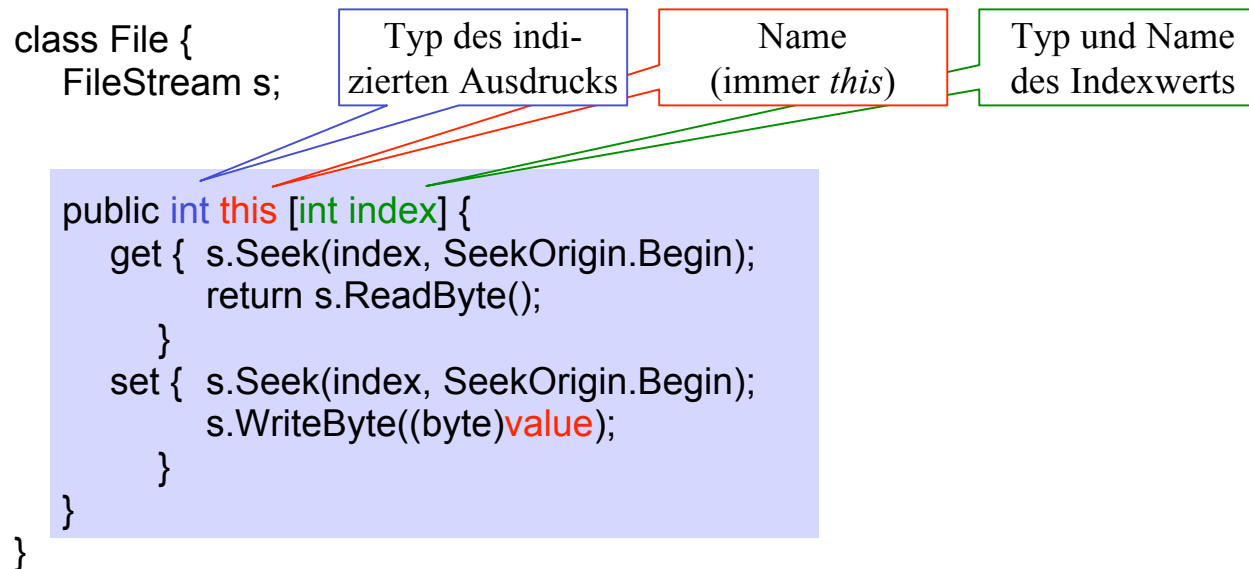 class File {
FileStream s;
Typ des indi-
zierten Ausdrucks
Name
(immer this)
Typ und Name
des Indexwerts
public int this [int index] {
get { s.Seek(index, SeekOrigin.Begin);
return s.ReadByte();
}
set { s.Seek(index, SeekOrigin.Begin);
s.WriteByte((byte)value);
}
}
}